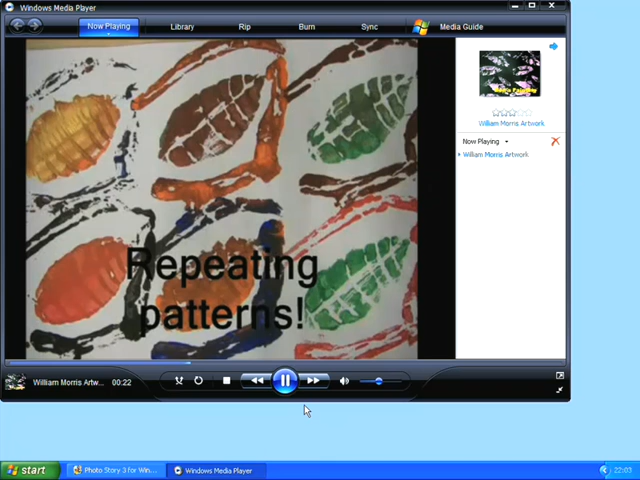 Windows Media Player
Now Playing
Library
Rip
Burn
Sync
Media Guide
William Morris Artwork
Now Playing
William Morris Artwork
Repeating
patterns!
William Morris Artw...
00:22
start
Photo Story 3 for Win...
Windows Media Player
22:03